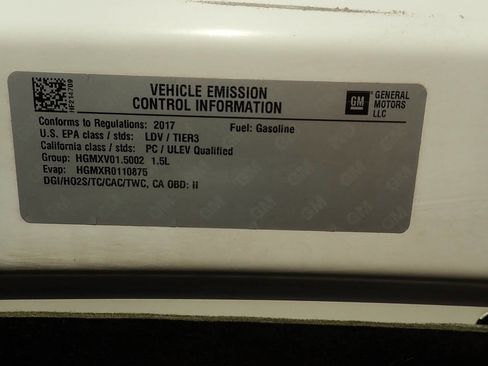 VEHICLE EMISSION
CONTROL INFORMATION
GM GENERAL MOTORS LLC
Conforms to Regulations: 2017 Fuel: Gasoline
U.S. EPA class / stds: LDV / TIER3
California class / stds: PC / ULEV Qualified
Group: HGMXV01.5002 1.5L
Evap: HGMXR0110875
DGI/HO2S/TC/CAC/TWC, CA OBD: II